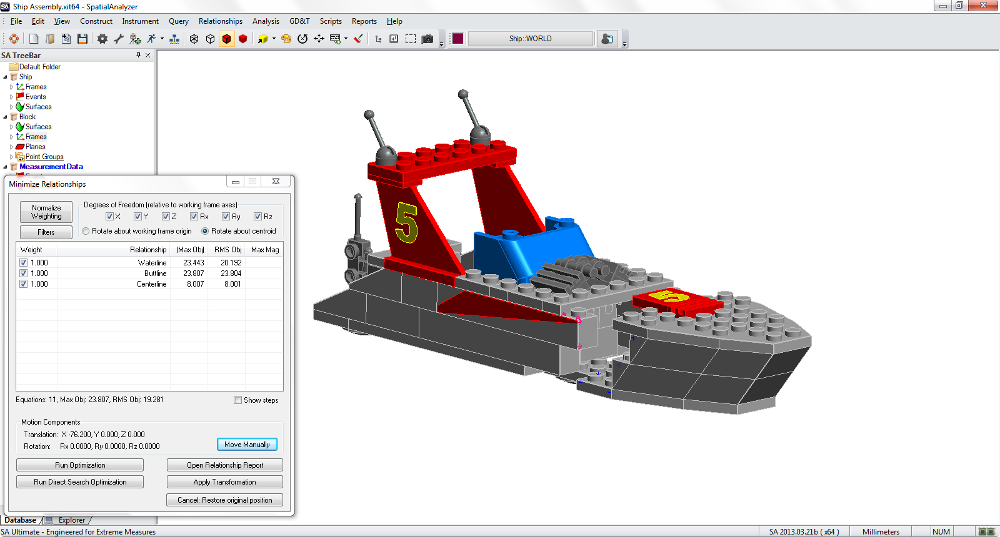 SA Ship Assembly.xit64 - SpatialAnalyzer
File Edit View Construct Instrument Query Relationships Analysis GD&T Scripts Reports Help
Ship::WORLD
SA TreeBar
Default Folder
Ship
Frames
Events
Surfaces
Block
Surfaces
Frames
Planes
Point Groups
MeasurementData
Minimize Relationships
Normalize Weighting
Filters
Degrees of Freedom (relative to working frame axes)
X Y Z Rx Ry Rz
Rotate about working frame origin Rotate about centroid
Weight Relationship |Max Obj| RMS Obj Max Mag
1.000 Waterline 23.443 20.192
1.000 Buttline 23.807 23.804
1.000 Centerline 8.007 8.001
Equations: 11, Max Obj: 23.807, RMS Obj: 19.281
Show steps
Motion Components
Translation: X -76.200, Y 0.000, Z 0.000
Rotation: Rx 0.0000, Ry 0.0000, Rz 0.0000
Move Manually
Run Optimization Open Relationship Report
Run Direct Search Optimization Apply Transformation
Cancel: Restore original position
Database Explorer
SA Ultimate - Engineered for Extreme Measures
SA 2013.03.21b ( x64 ) Millimeters NUM
5
5